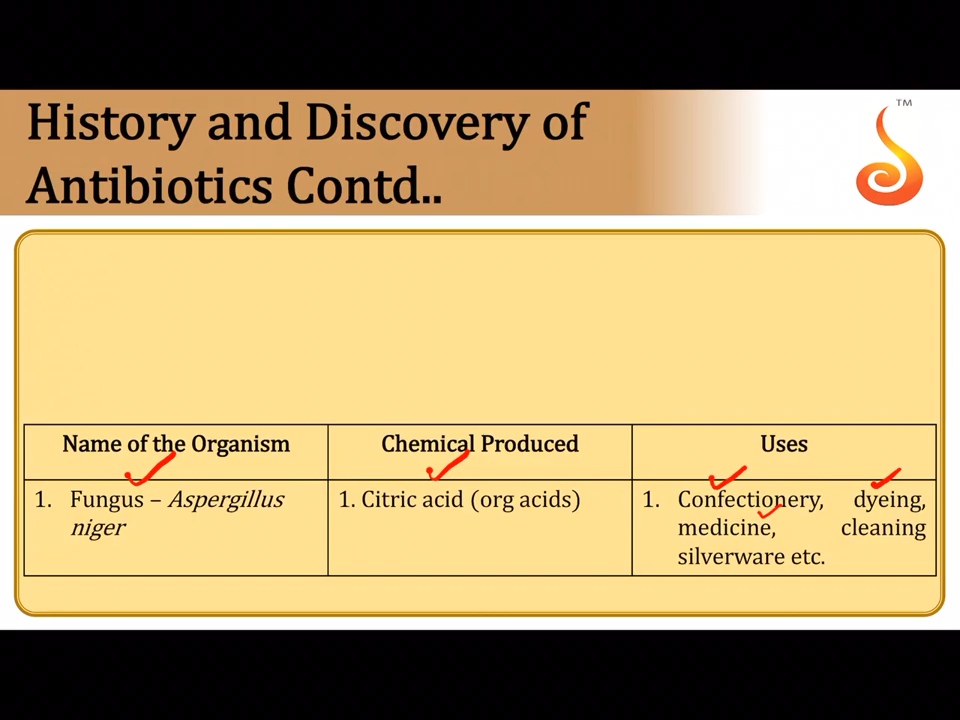 History and Discovery of
Antibiotics Contd..
TM
Name of the Organism
Chemical Produced
Uses
1. Fungus – Aspergillus
niger
1. Citric acid (org acids)
1. Confectionery, dyeing,
medicine, cleaning
silverware etc.